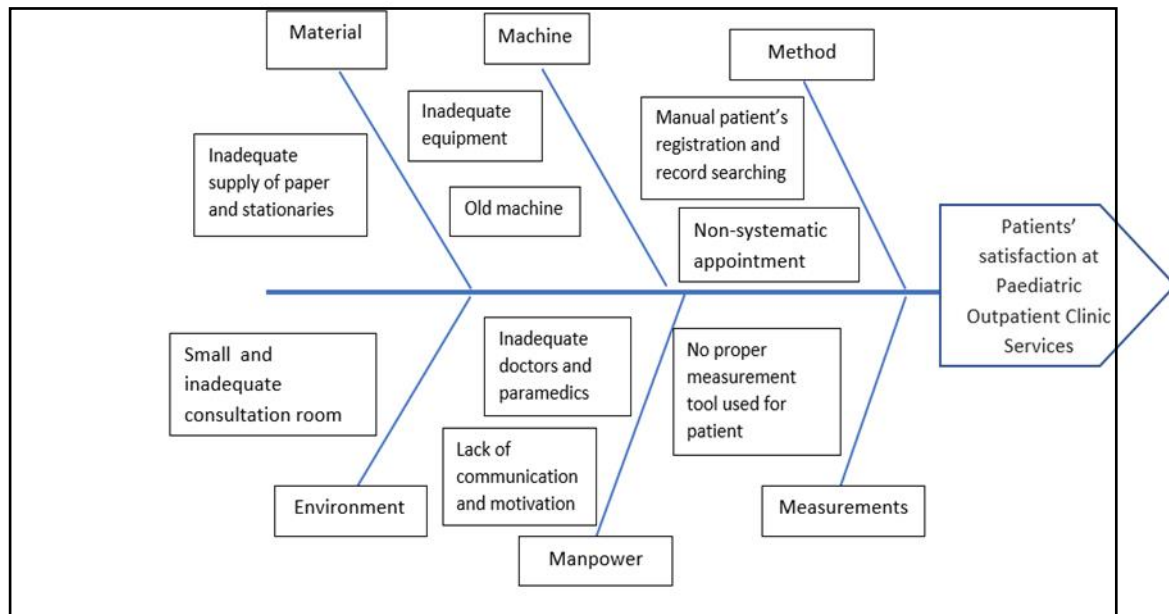 Material
Machine
Method
Inadequate
equipment
Manual patient's
registration and
record searching
Inadequate
supply of paper
and stationaries
Old machine
Non-systematic
appointment
Patients'
satisfaction at
Paediatric
Outpatient Clinic
Services
Small and
inadequate
consultation room
Inadequate
doctors and
paramedics
No proper
measurement
tool used for
patient
Lack of
communication
and motivation
Environment
Manpower
Measurements